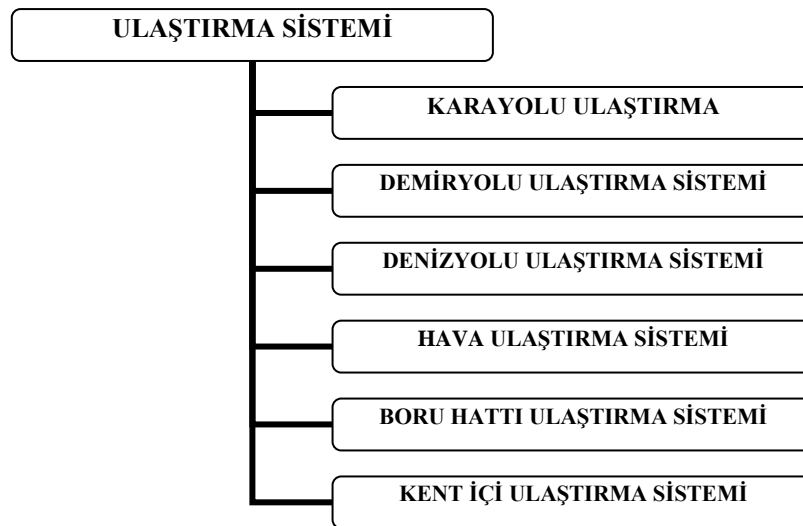 ULAŞTIRMA SİSTEMİ
KARAYOLU ULAŞTIRMA
DEMİRYOLU ULAŞTIRMA SİSTEMİ
DENİZYOLU ULAŞTIRMA SİSTEMİ
HAVA ULAŞTIRMA SİSTEMİ
BORU HATTI ULAŞTIRMA SİSTEMİ
KENT İÇİ ULAŞTIRMA SİSTEMİ